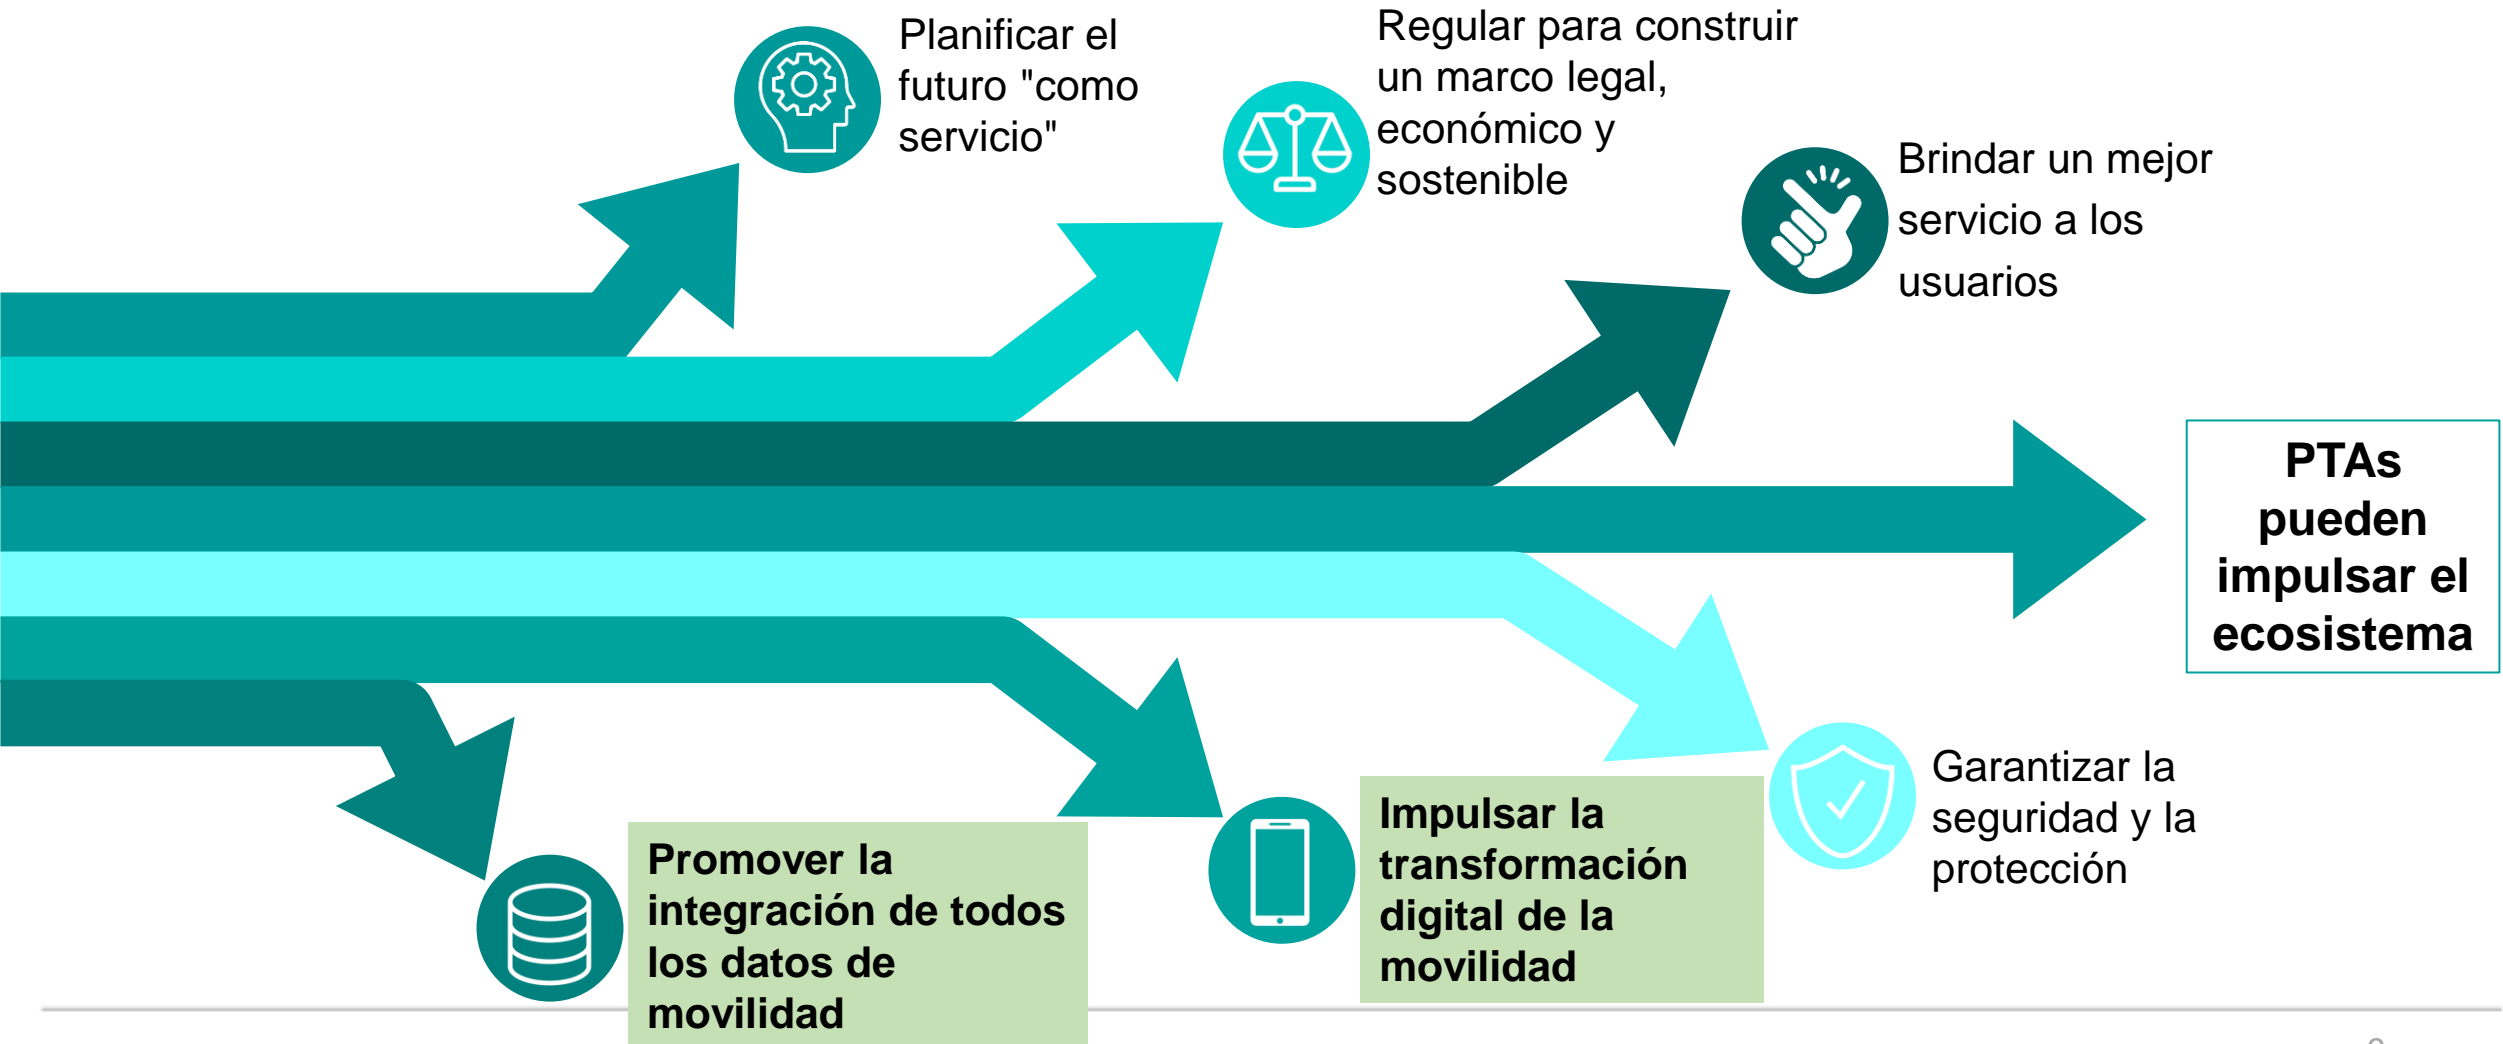 Planificar el
futuro "como
servicio"
Regular para construir
un marco legal,
económico y
sostenible
Brindar un mejor
servicio a los
usuarios
PTAs
pueden
impulsar el
ecosistema
Promover la
integración de todos
los datos de
movilidad
Impulsar la
transformación
digital de la
movilidad
Garantizar la
seguridad y la
protección